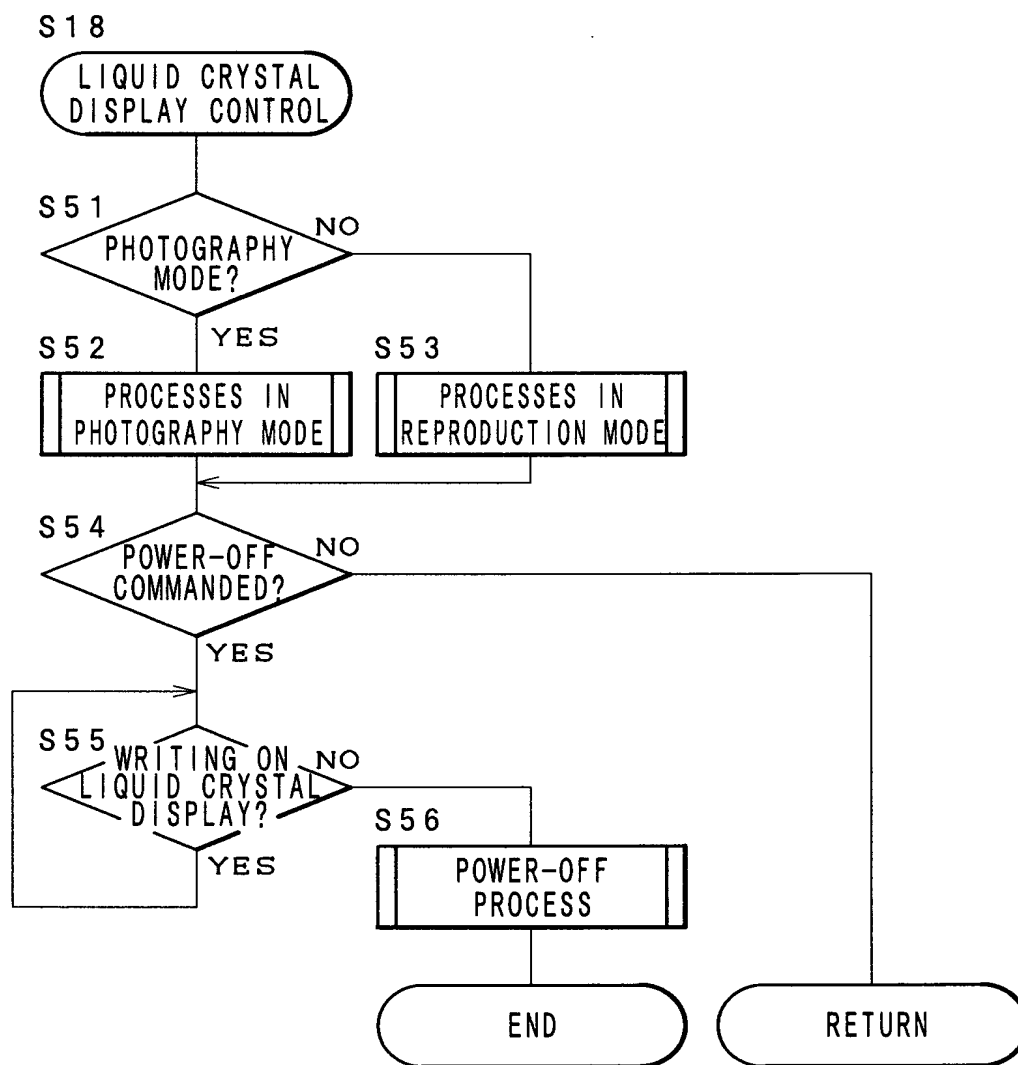 S18
LIQUID CRYSTAL
DISPLAY CONTROL
S51
NO
PHOTOGRAPHY
MODE?
YES
S52
PROCESSES IN
PHOTOGRAPHY MODE
S53
PROCESSES IN
REPRODUCTION MODE
S54
NO
POWER-OFF
COMMANDED?
YES
S55
WRITING ON
LIQUID CRYSTAL
DISPLAY?
NO
YES
S56
POWER-OFF
PROCESS
END
RETURN